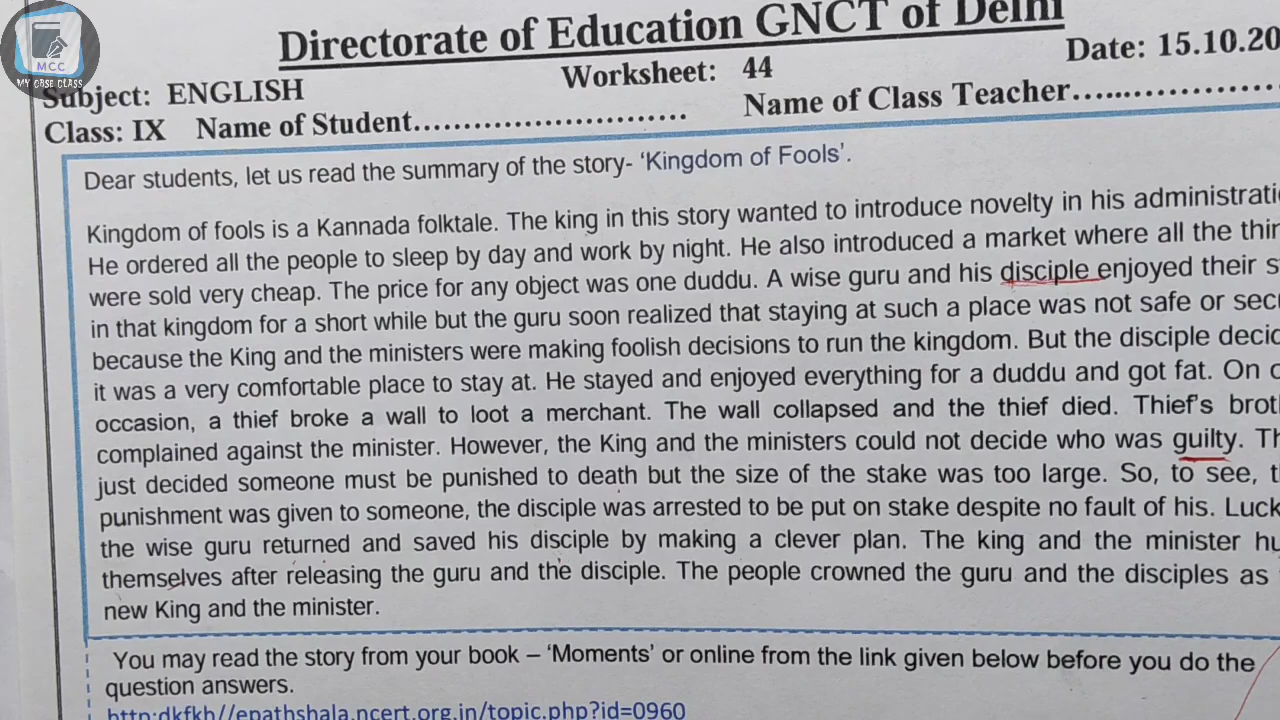 MCC
MY CBSE CLASS
Directorate of Education GNCT of Delhi
Subject: ENGLISH Worksheet: 44 Date: 15.10.20
Class: IX Name of Student........................... Name of Class Teacher....................
Dear students, let us read the summary of the story- ‘Kingdom of Fools’.
Kingdom of fools is a Kannada folktale. The king in this story wanted to introduce novelty in his
He ordered all the people to sleep by day and work by night. He also introduced a market where all the
were sold very cheap. The price for any object was one duddu. A wise guru and his disciple enjoyed their
in that kingdom for a short while but the guru soon realized that staying at such a place was not safe or
because the King and the ministers were making foolish decisions to run the kingdom. But the disciple
it was a very comfortable place to stay at. He stayed and enjoyed everything for a duddu and got fat. On
occasion, a thief broke a wall to loot a merchant. The wall collapsed and the thief died. Thief's
complained against the minister. However, the King and the ministers could not decide who was guilty.
just decided someone must be punished to death but the size of the stake was too large. So, to see,
punishment was given to someone, the disciple was arrested to be put on stake despite no fault of his.
the wise guru returned and saved his disciple by making a clever plan. The king and the minister
themselves after releasing the guru and the disciple. The people crowned the guru and the disciples as
new King and the minister.
You may read the story from your book – ‘Moments’ or online from the link given below before you do the
question answers.
http:dkfkh//epathshala.ncert.org.in/topic.php?id=0960